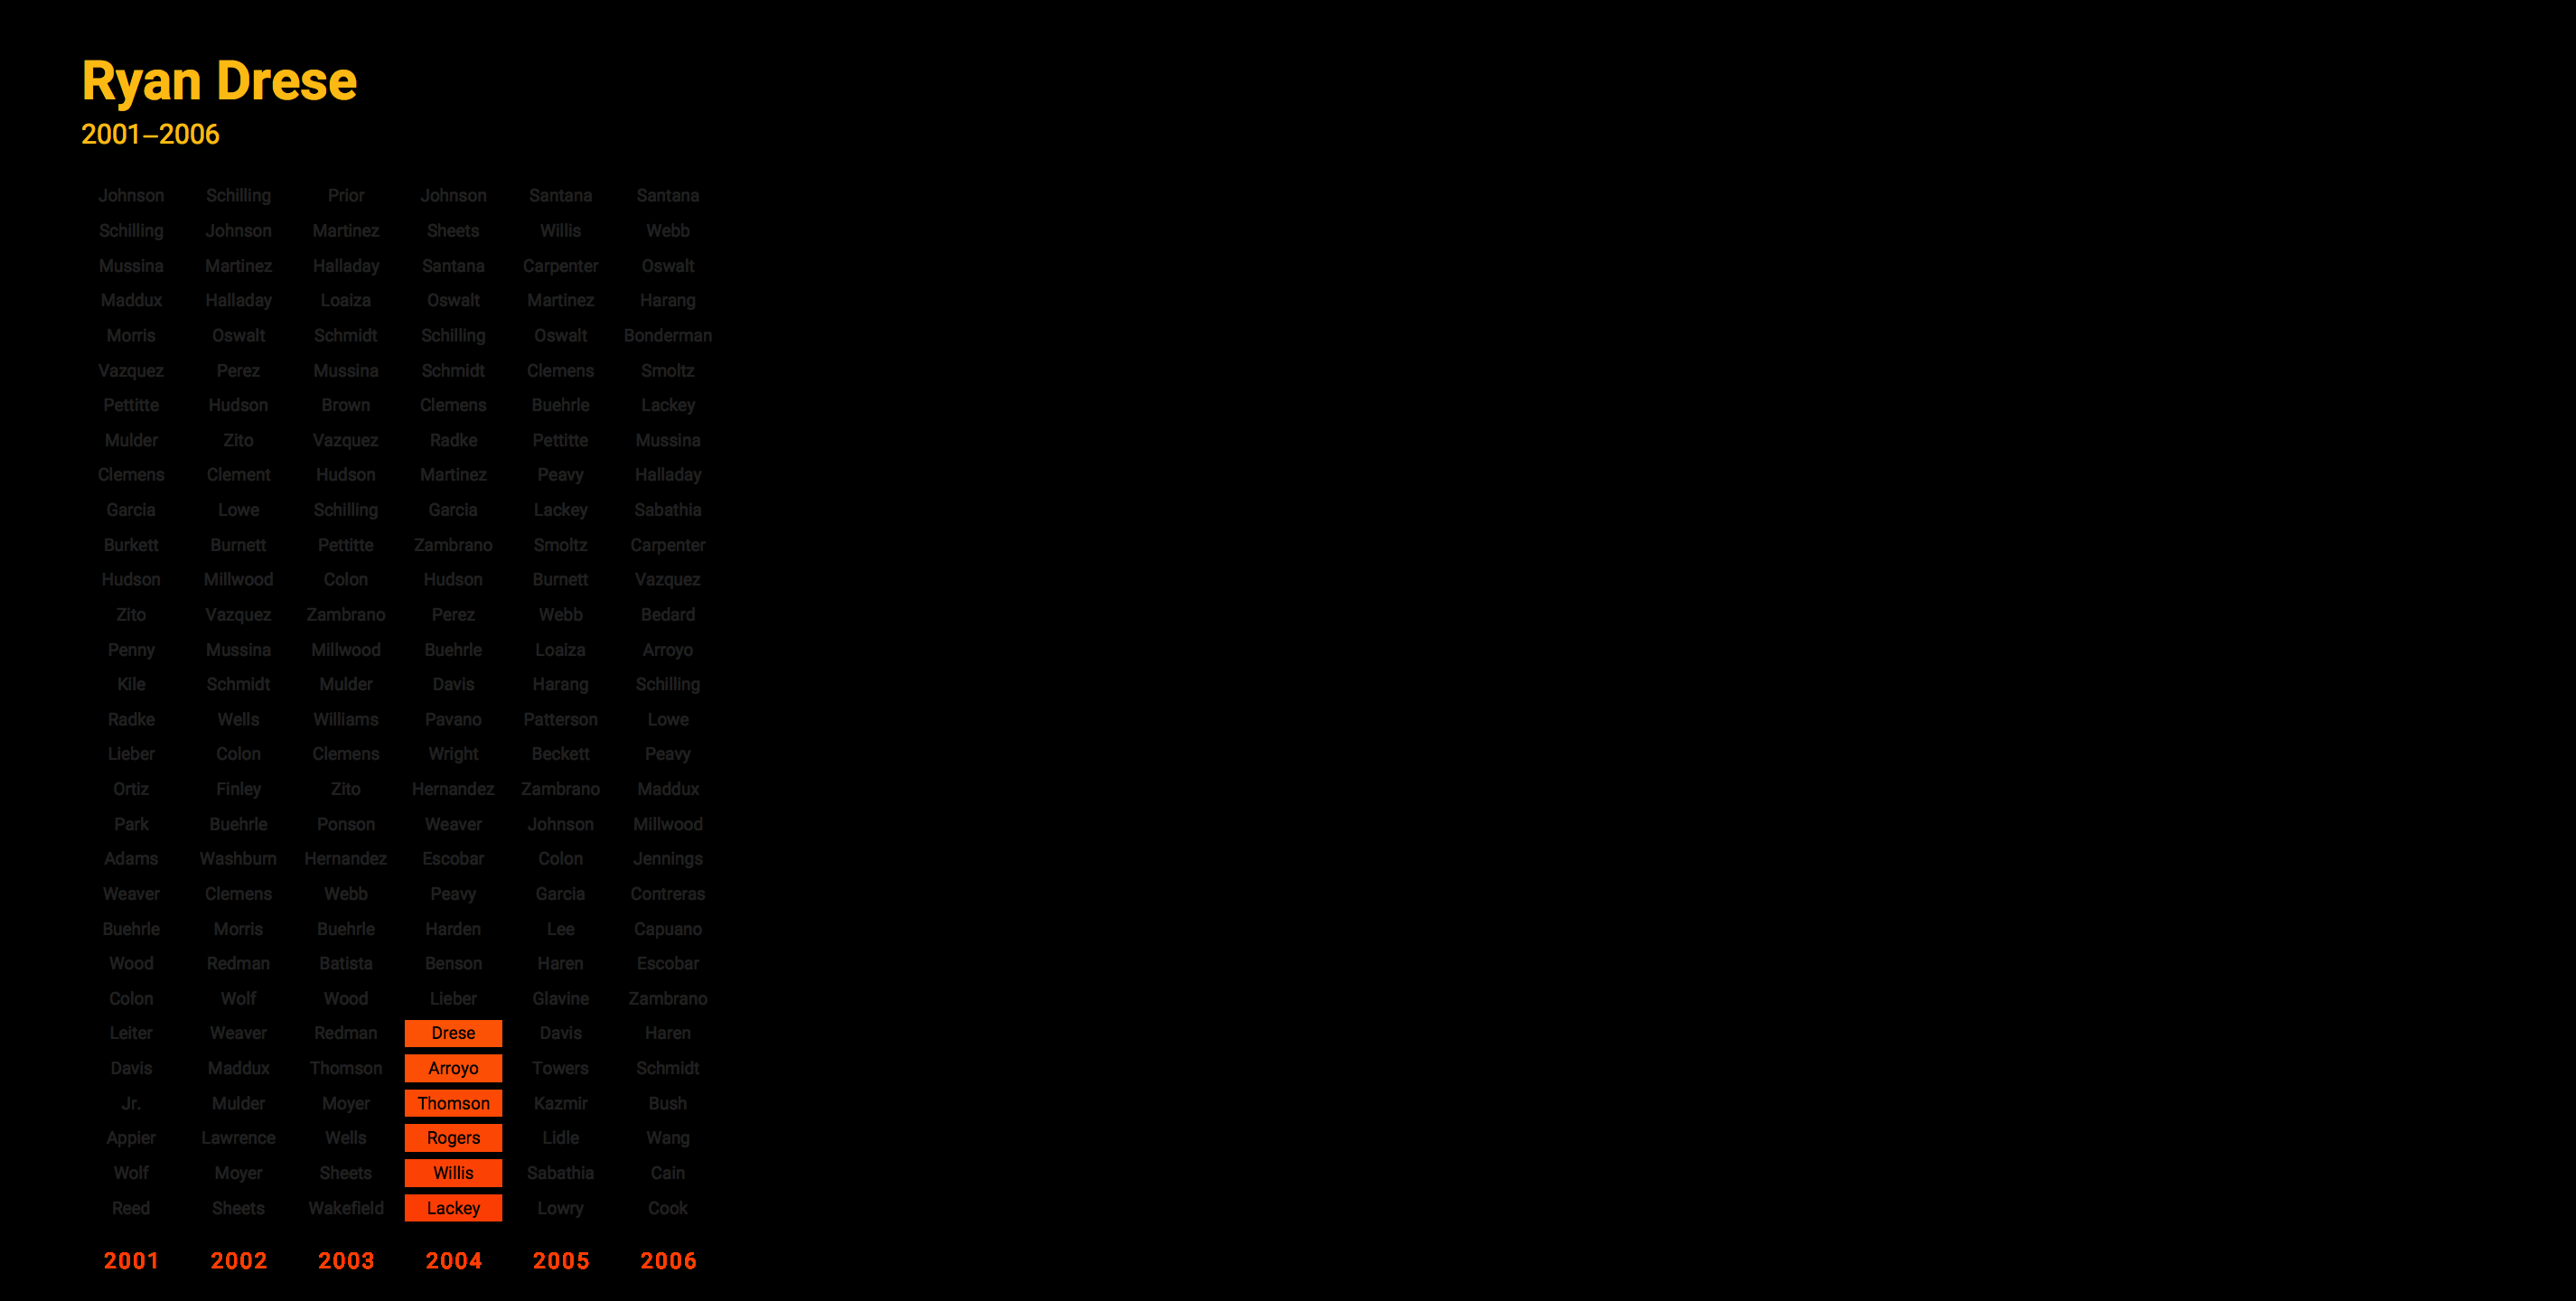 Ryan Drese
2001–2006
Johnson Schilling Prior Johnson Santana Santana
Schilling Johnson Martinez Sheets Willis Webb
Mussina Martinez Halladay Santana Carpenter Oswalt
Maddux Halladay Loaiza Oswalt Martinez Harang
Morris Oswalt Schmidt Schilling Oswalt Bonderman
Vazquez Perez Mussina Schmidt Clemens Smoltz
Pettitte Hudson Brown Clemens Buehrle Lackey
Mulder Zito Vazquez Radke Pettitte Mussina
Clemens Clement Hudson Martinez Peavy Halladay
Garcia Lowe Schilling Garcia Lackey Sabathia
Burkett Burnett Pettitte Zambrano Smoltz Carpenter
Hudson Millwood Colon Hudson Burnett Vazquez
Zito Vazquez Zambrano Perez Webb Bedard
Penny Mussina Millwood Buehrle Loaiza Arroyo
Kile Schmidt Mulder Davis Harang Schilling
Radke Wells Williams Pavano Patterson Lowe
Lieber Colon Clemens Wright Beckett Peavy
Ortiz Finley Zito Hernandez Zambrano Maddux
Park Buehrle Ponson Weaver Johnson Millwood
Adams Washburn Hernandez Escobar Colon Jennings
Weaver Clemens Webb Peavy Garcia Contreras
Buehrle Morris Buehrle Harden Lee Capuano
Wood Redman Batista Benson Haren Escobar
Colon Wolf Wood Lieber Glavine Zambrano
Leiter Weaver Redman Drese Davis Haren
Davis Maddux Thomson Arroyo Towers Schmidt
Jr. Mulder Moyer Thomson Kazmir Bush
Appier Lawrence Wells Rogers Lidle Wang
Wolf Moyer Sheets Willis Sabathia Cain
Reed Sheets Wakefield Lackey Lowry Cook
2001 2002 2003 2004 2005 2006